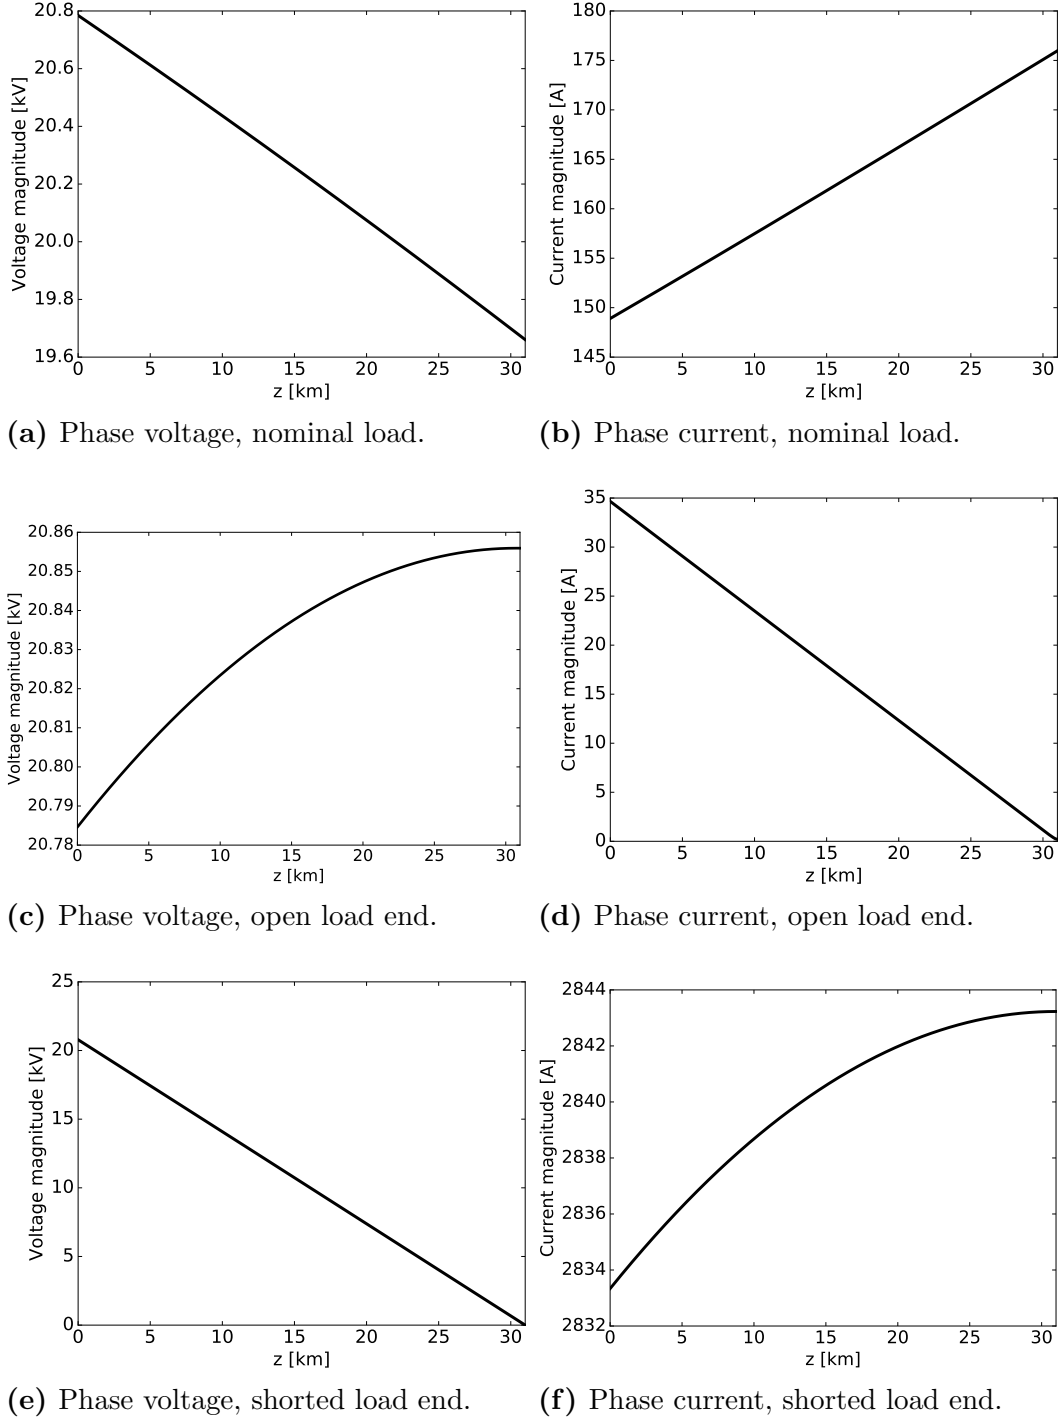 20.8
20.6
20.4
20.2
20.0
19.8
19.6
Voltage magnitude [kV]
0 5 10 15 20 25 30
z [km]
(a) Phase voltage, nominal load.
180
175
170
165
160
155
150
145
Current magnitude [A]
0 5 10 15 20 25 30
z [km]
(b) Phase current, nominal load.
20.86
20.85
20.84
20.83
20.82
20.81
20.80
20.79
20.78
Voltage magnitude [kV]
0 5 10 15 20 25 30
z [km]
(c) Phase voltage, open load end.
35
30
25
20
15
10
5
0
Current magnitude [A]
0 5 10 15 20 25 30
z [km]
(d) Phase current, open load end.
25
20
15
10
5
0
Voltage magnitude [kV]
0 5 10 15 20 25 30
z [km]
(e) Phase voltage, shorted load end.
2844
2842
2840
2838
2836
2834
2832
Current magnitude [A]
0 5 10 15 20 25 30
z [km]
(f) Phase current, shorted load end.